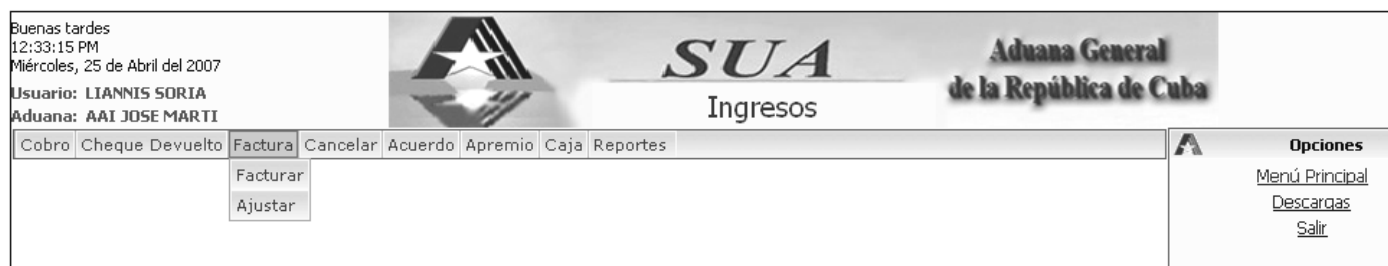 Buenas tardes
12:33:15 PM
Miércoles, 25 de Abril del 2007
Usuario: LIANNIS SORIA
Aduana: AAI JOSE MARTI
SUA
Ingresos
Aduana General
de la República de Cuba
Cobro Cheque Devuelto Factura Cancelar Acuerdo Apremio Caja Reportes
Facturar
Ajustar
Opciones
Menú Principal
Descargas
Salir